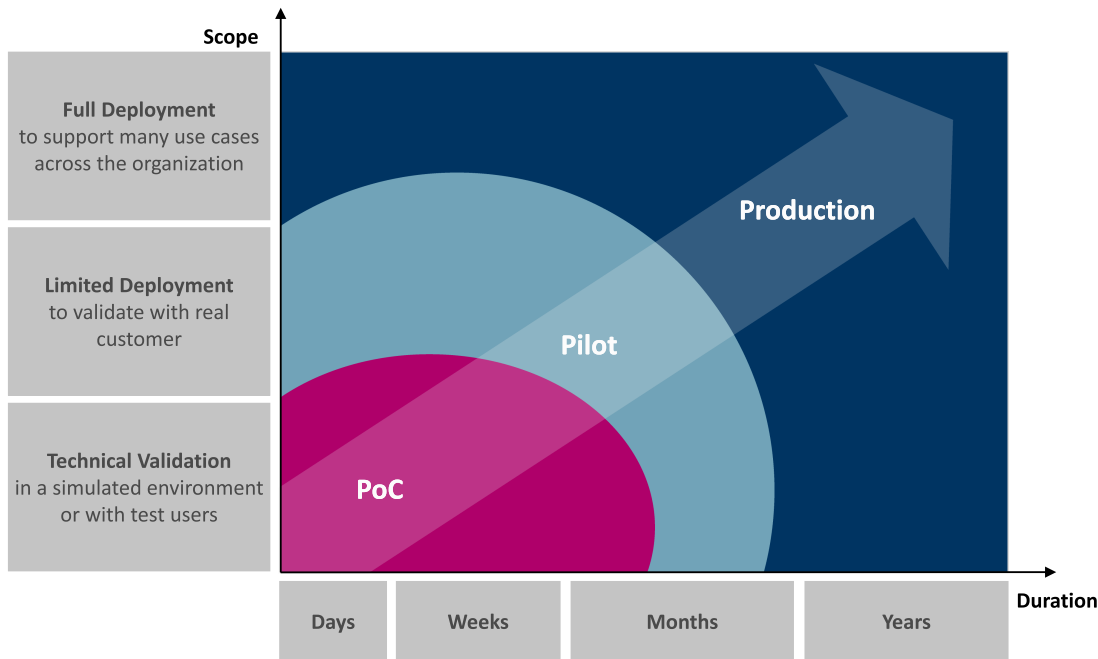 Scope
Full Deployment
to support many use cases
across the organization
Limited Deployment
to validate with real
customer
Technical Validation
in a simulated environment
or with test users
Production
Pilot
PoC
Days
Weeks
Months
Years
Duration